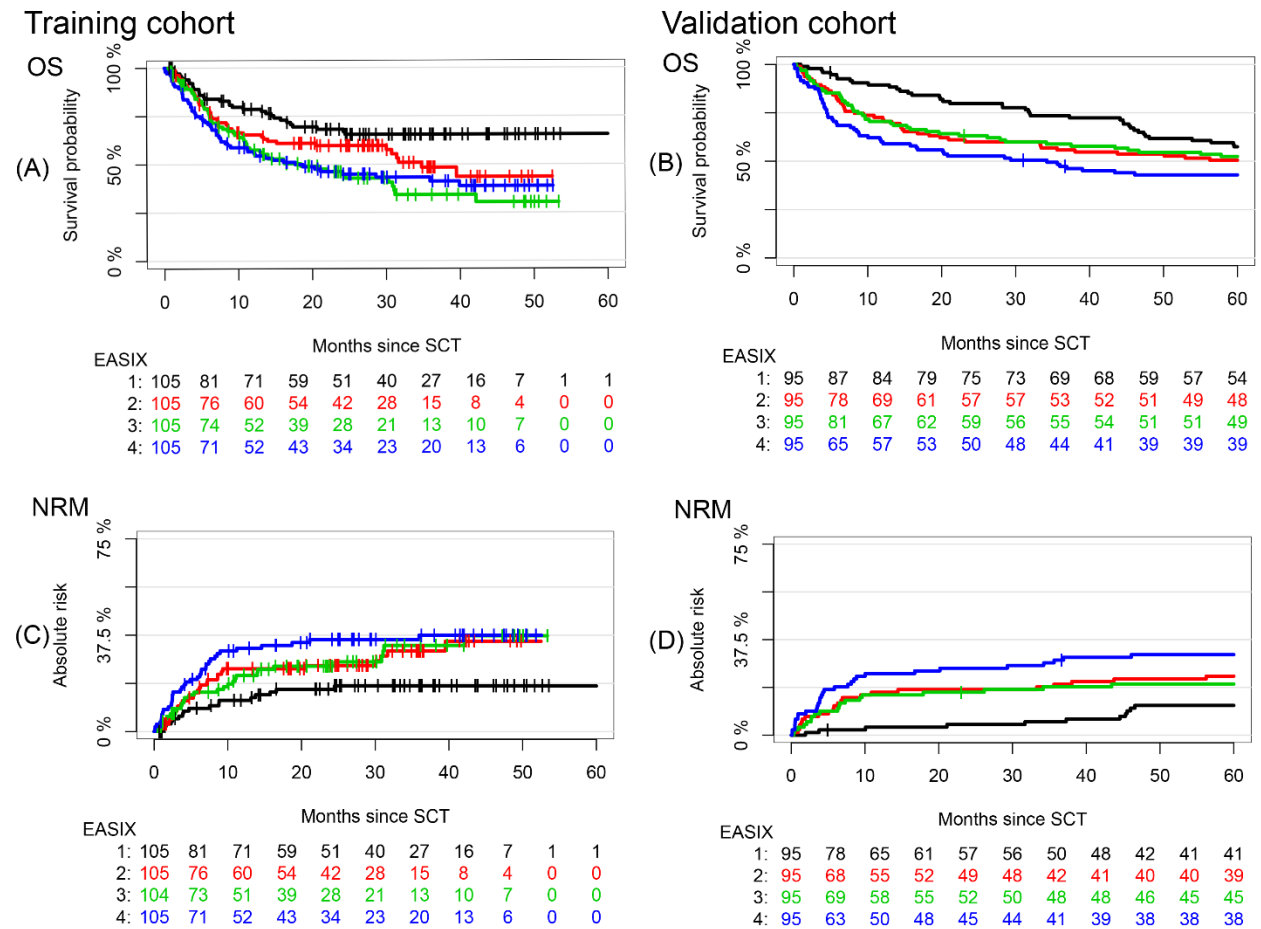 Training cohort
OS
(A)
Survival probability
100 %
50 %
0 %
0 10 20 30 40 50 60
Months since SCT
EASIX
1: 105 81 71 59 51 40 27 16 7 1 1
2: 105 76 60 54 42 28 15 8 4 0 0
3: 105 74 52 39 28 21 13 10 7 0 0
4: 105 71 52 43 34 23 20 13 6 0 0
Validation cohort
OS
(B)
Survival probability
100 %
50 %
0 %
0 10 20 30 40 50 60
Months since SCT
EASIX
1: 95 87 84 79 75 73 69 68 59 57 54
2: 95 78 69 61 57 57 53 52 51 49 48
3: 95 81 67 62 59 56 55 54 51 51 49
4: 95 65 57 53 50 48 44 41 39 39 39
NRM
(C)
Absolute risk
75 %
37.5 %
0 %
0 10 20 30 40 50 60
Months since SCT
EASIX
1: 105 81 71 59 51 40 27 16 7 1 1
2: 105 76 60 54 42 28 15 8 4 0 0
3: 104 73 51 39 28 21 13 10 7 0 0
4: 105 71 52 43 34 23 20 13 6 0 0
NRM
(D)
Absolute risk
75 %
37.5 %
0 %
0 10 20 30 40 50 60
Months since SCT
EASIX
1: 95 78 65 61 57 56 50 48 42 41 41
2: 95 68 55 52 49 48 42 41 40 40 39
3: 95 69 58 55 52 50 48 48 46 45 45
4: 95 63 50 48 45 44 41 39 38 38 38